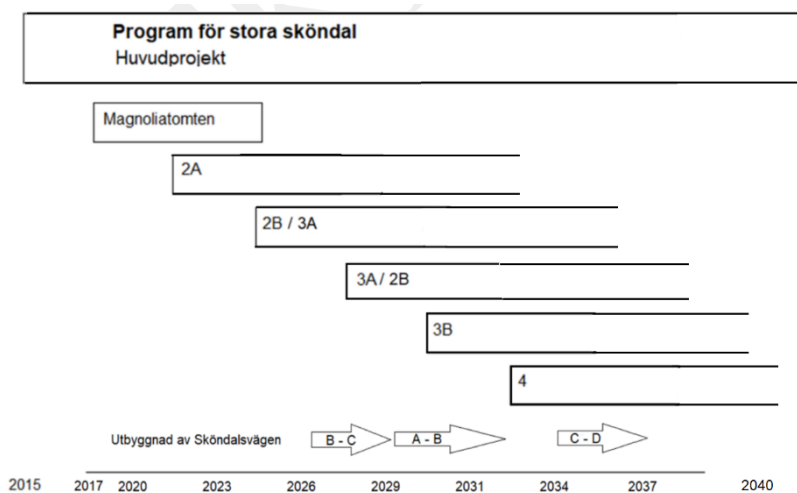 Program för stora sköndal
Huvudprojekt
Magnoliatomten
2A
2B / 3A
3A / 2B
3B
4
Utbyggnad av Sköndalsvägen
B - C
A - B
C - D
2015 2017 2020 2023 2026 2029 2031 2034 2037 2040